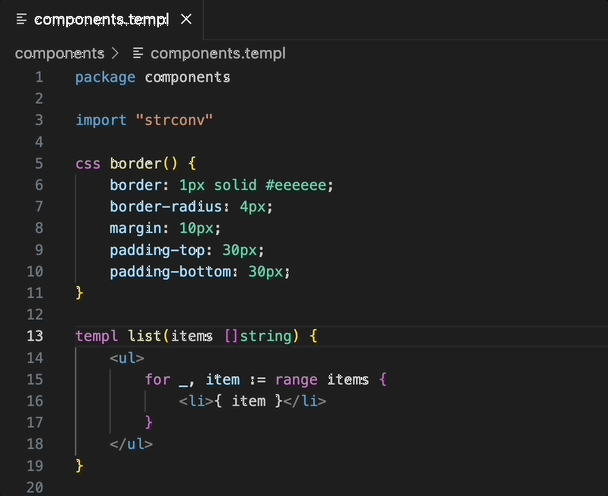 components.templ ×
components > components.templ
1 package components
2
3 import "strconv"
4
5 css border() {
6     border: 1px solid #eeeeee;
7     border-radius: 4px;
8     margin: 10px;
9     padding-top: 30px;
10     padding-bottom: 30px;
11 }
12
13 templ list(items []string) {
14     <ul>
15         for _, item := range items {
16             <li>{ item }</li>
17         }
18     </ul>
19 }
20